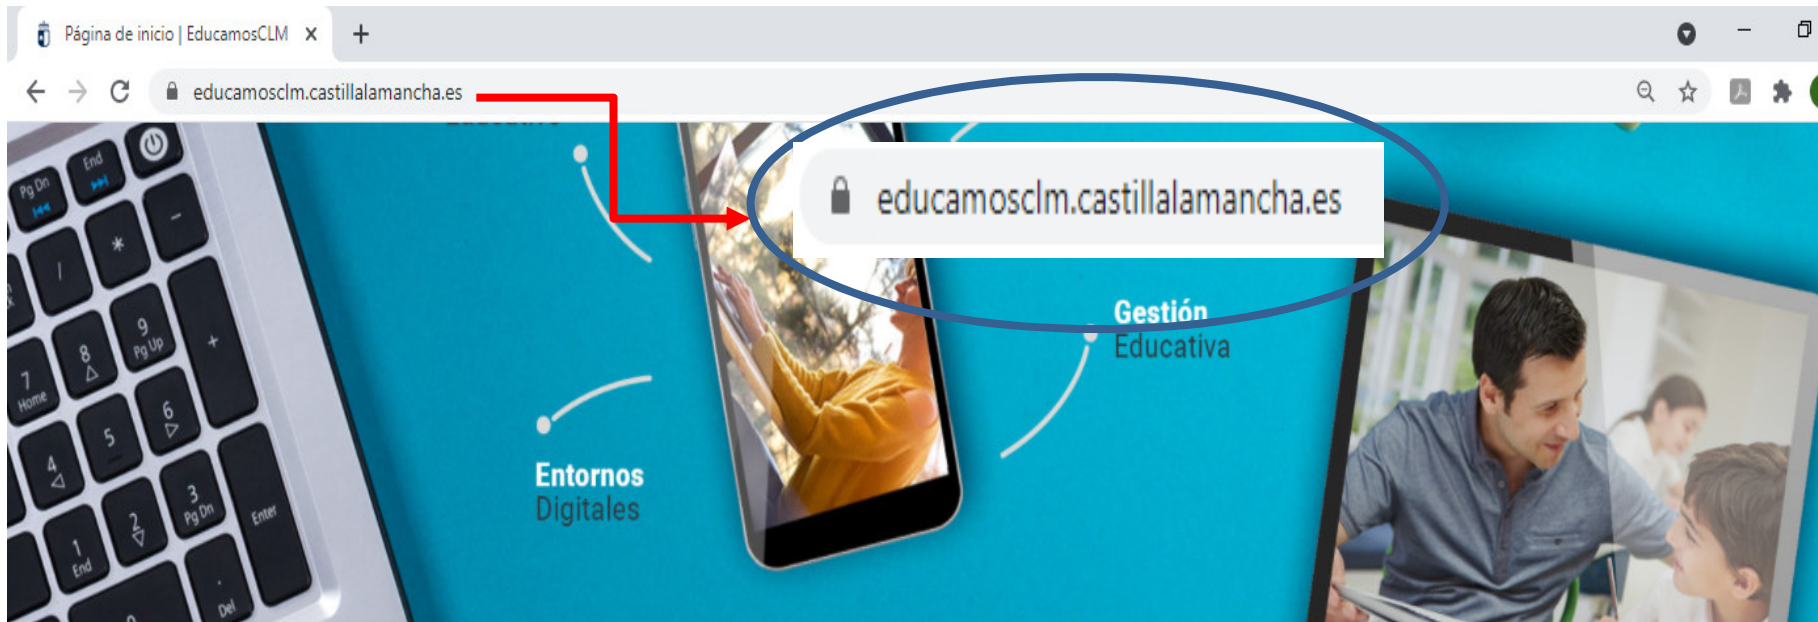 Página de inicio | EducamosCLM
educamosclm.castillalamancha.es
educamosclm.castillalamancha.es
Gestión
Educativa
Entornos
Digitales
End
Pg Dn
-
*
/
9
Pg Up
+
8
7
Home
6
5
4
3
Pg Dn
Enter
2
1
End
.
Del